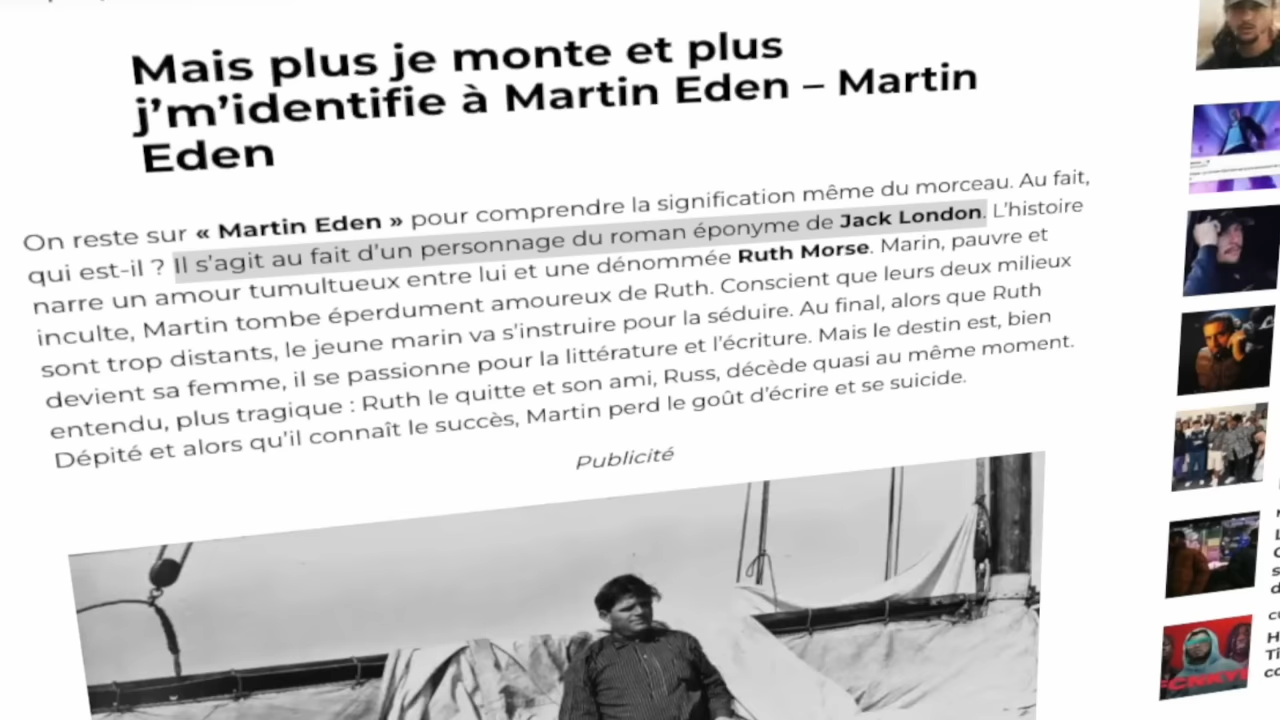 Mais plus je monte et plus
j’m’identifie à Martin Eden – Martin
Eden
On reste sur « Martin Eden » pour comprendre la signification même du morceau. Au fait,
qui est-il ? Il s’agit au fait d’un personnage du roman éponyme de Jack London. L’histoire
narre un amour tumultueux entre lui et une dénommée Ruth Morse. Marin, pauvre et
inculte, Martin tombe éperdument amoureux de Ruth. Conscient que leurs deux milieux
sont trop distants, le jeune marin va s’instruire pour la séduire. Au final, alors que Ruth
devient sa femme, il se passionne pour la littérature et l’écriture. Mais le destin est, bien
entendu, plus tragique : Ruth le quitte et son ami, Russ, décède quasi au même moment.
Dépité et alors qu’il connaît le succès, Martin perd le goût d’écrire et se suicide.
Publicité